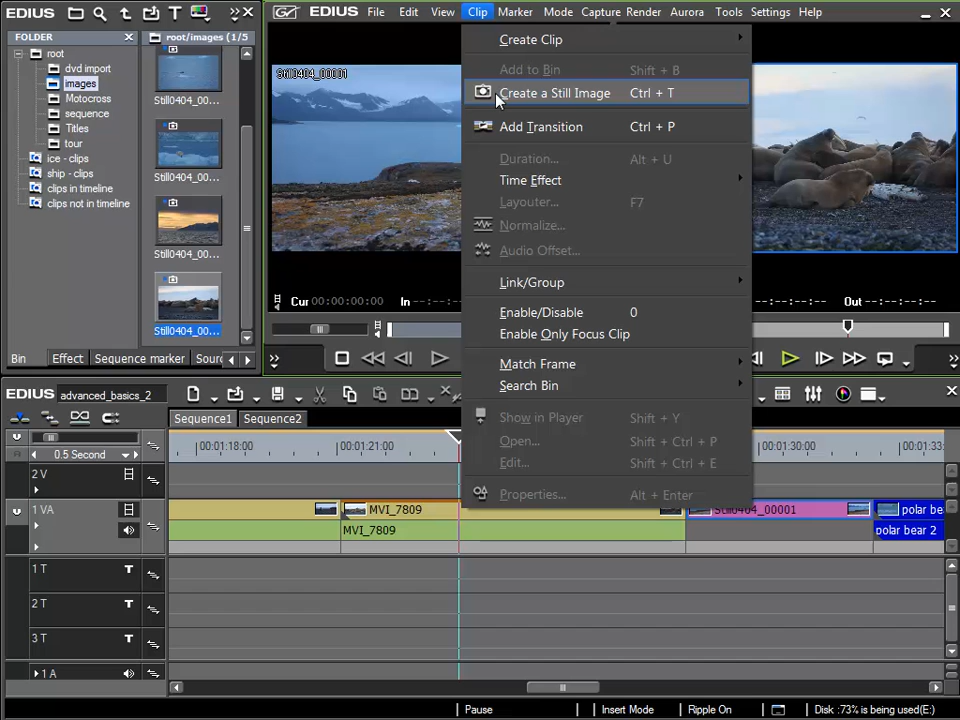 EDIUS
EDIUS File Edit View Clip Marker Mode Capture Render Aurora Tools Settings Help
FOLDER
root/images (1/5
root
dvd import
images
Motocross
sequence
Titles
tour
ice - clips
ship - clips
clips in timeline
clips not in timeline
Still0404_00...
Still0404_00...
Still0404_00...
Still0404_00...
Bin Effect Sequence marker Sourc
Still0404_00001
Cur 00:00:00:00 In --:--:--:--
Out --:--:--:--
Create Clip
Add to Bin Shift + B
Create a Still Image Ctrl + T
Add Transition Ctrl + P
Duration... Alt + U
Time Effect
Layouter... F7
Normalize...
Audio Offset...
Link/Group
Enable/Disable 0
Enable Only Focus Clip
Match Frame
Search Bin
Show in Player Shift + Y
Open... Shift + Ctrl + P
Edit... Shift + Ctrl + E
Properties... Alt + Enter
EDIUS advanced_basics_2
Sequence1 Sequence2
0.5 Second
00:01:18:00 00:01:21:00 00:01:30:00 00:01:33:
2 V
1 VA
MVI_7809
MVI_7809
Still0404_00001
polar be
polar bear 2
1 T T
2 T T
3 T T
1 A
Pause Insert Mode Ripple On Disk :73% is being used(E:)